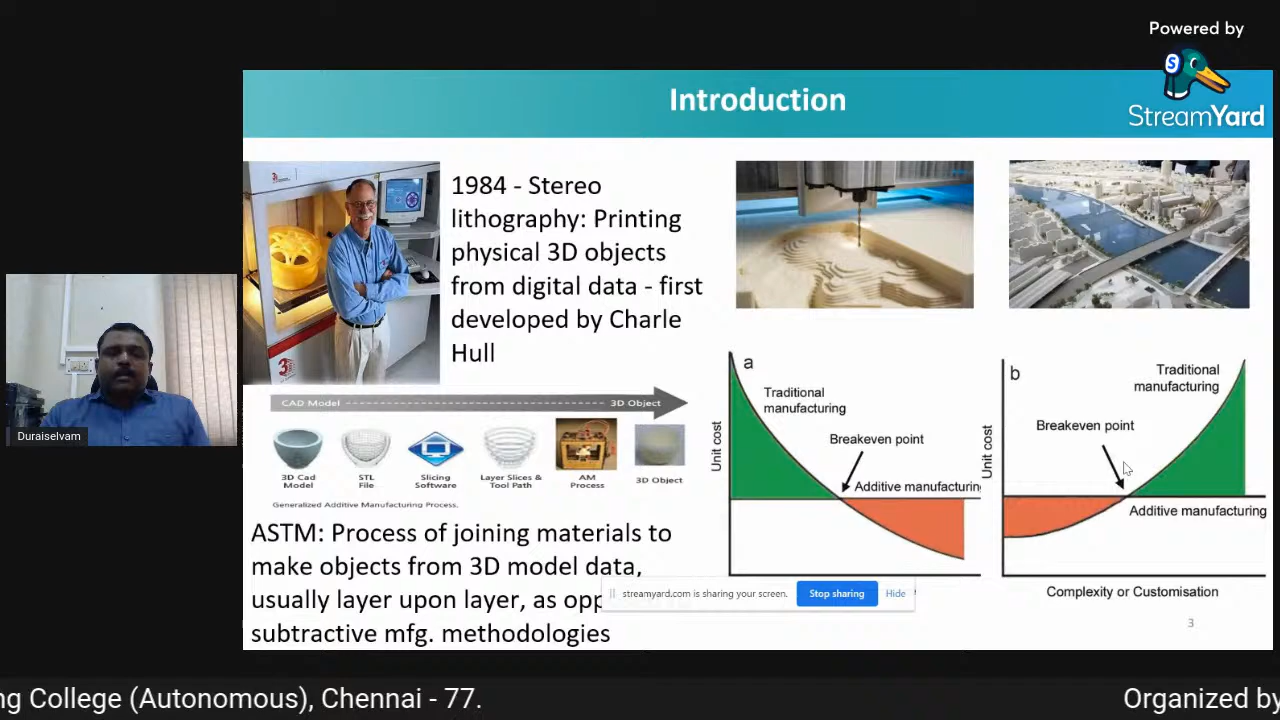 Powered by
StreamYard
Introduction
1984 - Stereo
lithography: Printing
physical 3D objects
from digital data - first
developed by Charle
Hull
CAD Model
3D Object
3D Cad
Model
STL
File
Slicing
Software
Layer Slices &
Tool Path
AM
Process
3D Object
Generalized Additive Manufacturing Process.
ASTM: Process of joining materials to
make objects from 3D model data,
usually layer upon layer, as opp
subtractive mfg. methodologies
a
Traditional
manufacturing
Breakeven point
Additive manufacturin
Unit cost
b
Traditional
manufacturing
Breakeven point
Additive manufacturing
Unit cost
Complexity or Customisation
streamyard.com is sharing your screen.
Stop sharing
Hide
3
Duraiselvam
ng College (Autonomous), Chennai - 77.
Organized by